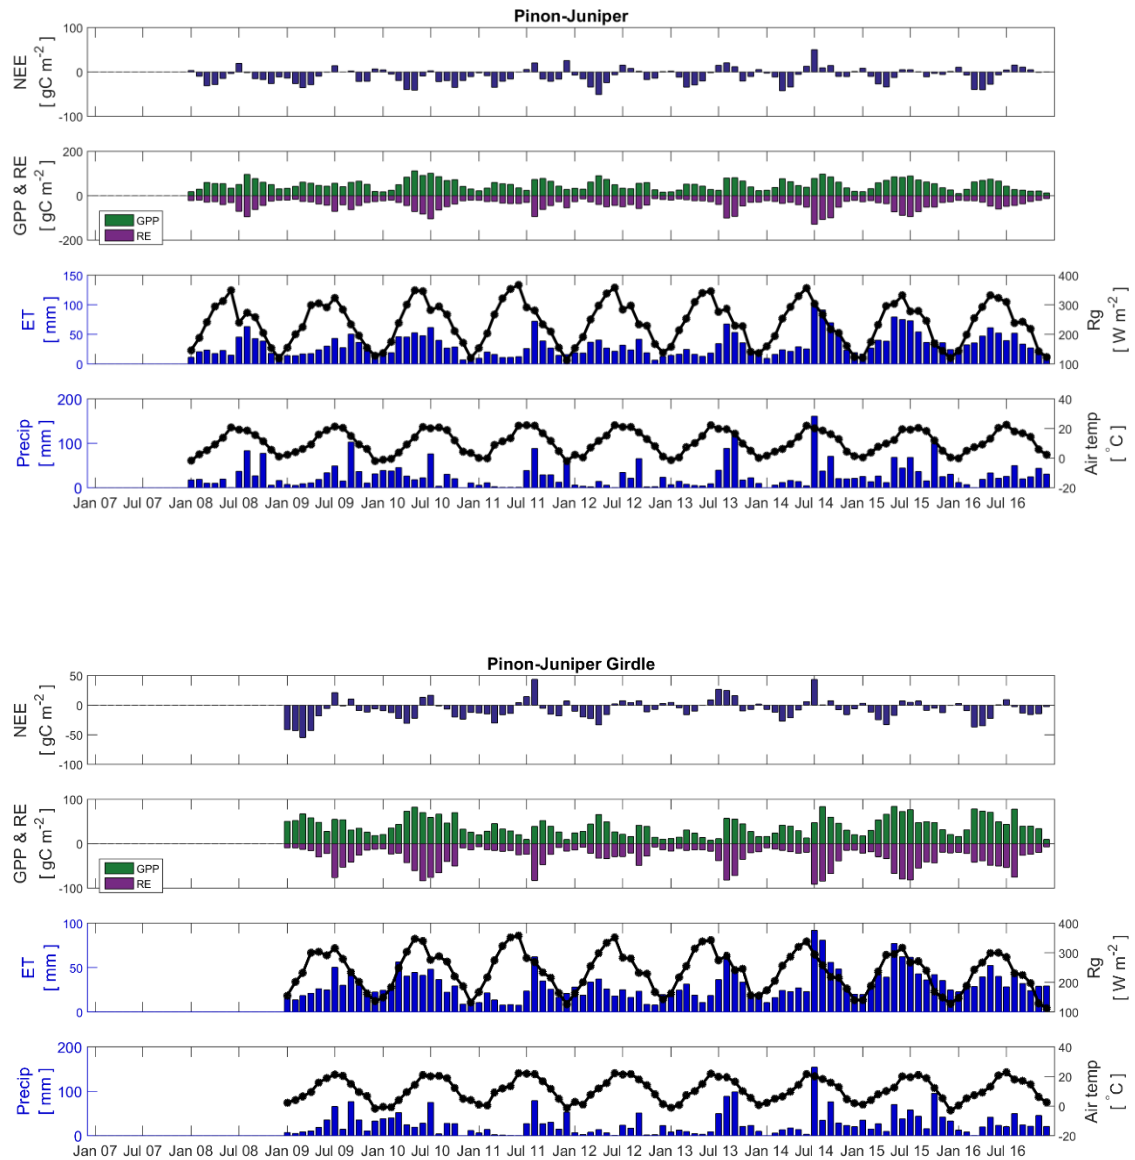 Pinon-Juniper
NEE
[ gC m-2 ]
100
0
-100
GPP & RE
[ gC m-2 ]
200
0
-200
GPP
RE
ET
[ mm ]
150
100
50
0
Rg
[ W m-2 ]
400
300
200
100
Precip
[ mm ]
200
100
0
Air temp
[ °C ]
40
20
0
-20
Jan 07 Jul 07 Jan 08 Jul 08 Jan 09 Jul 09 Jan 10 Jul 10 Jan 11 Jul 11 Jan 12 Jul 12 Jan 13 Jul 13 Jan 14 Jul 14 Jan 15 Jul 15 Jan 16 Jul 16
Pinon-Juniper Girdle
NEE
[ gC m-2 ]
50
0
-50
-100
GPP & RE
[ gC m-2 ]
100
0
-100
GPP
RE
ET
[ mm ]
100
50
0
Rg
[ W m-2 ]
400
300
200
100
Precip
[ mm ]
200
100
0
Air temp
[ °C ]
40
20
0
-20
Jan 07 Jul 07 Jan 08 Jul 08 Jan 09 Jul 09 Jan 10 Jul 10 Jan 11 Jul 11 Jan 12 Jul 12 Jan 13 Jul 13 Jan 14 Jul 14 Jan 15 Jul 15 Jan 16 Jul 16